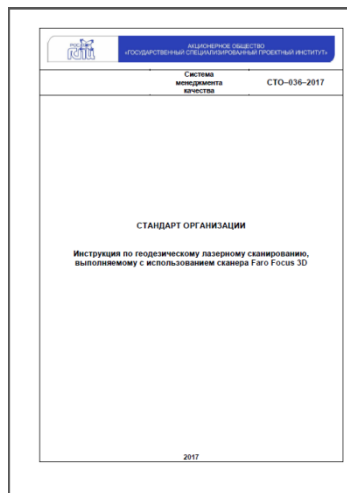 АКЦИОНЕРНОЕ ОБЩЕСТВО
«ГОСУДАРСТВЕННЫЙ СПЕЦИАЛИЗИРОВАННЫЙ ПРОЕКТНЫЙ ИНСТИТУТ»
Система
менеджмента
качества
СТО–036–2017
СТАНДАРТ ОРГАНИЗАЦИИ
Инструкция по геодезическому лазерному сканированию,
выполняемому с использованием сканера Faro Focus 3D
2017